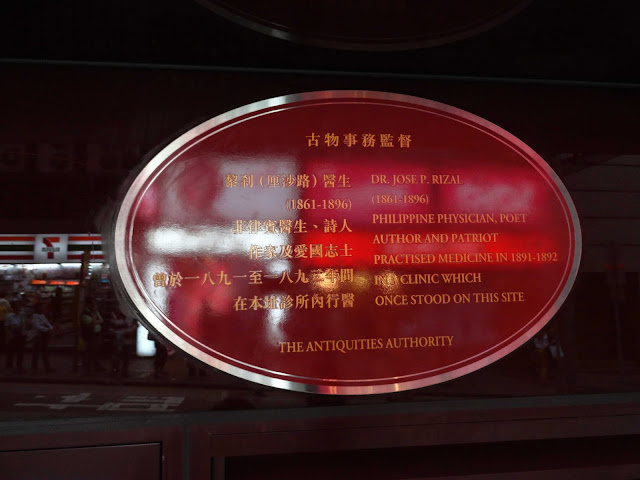 古物事務監督
黎刹（厘沙路）醫生
(1861-1896)
菲律賓醫生、詩人
作家及愛國志士
曾於一八九一至一八九二年間
在本址診所內行醫
DR. JOSE P. RIZAL
(1861-1896)
PHILIPPINE PHYSICIAN, POET
AUTHOR AND PATRIOT
PRACTISED MEDICINE IN 1891-1892
IN A CLINIC WHICH
ONCE STOOD ON THIS SITE
THE ANTIQUITIES AUTHORITY